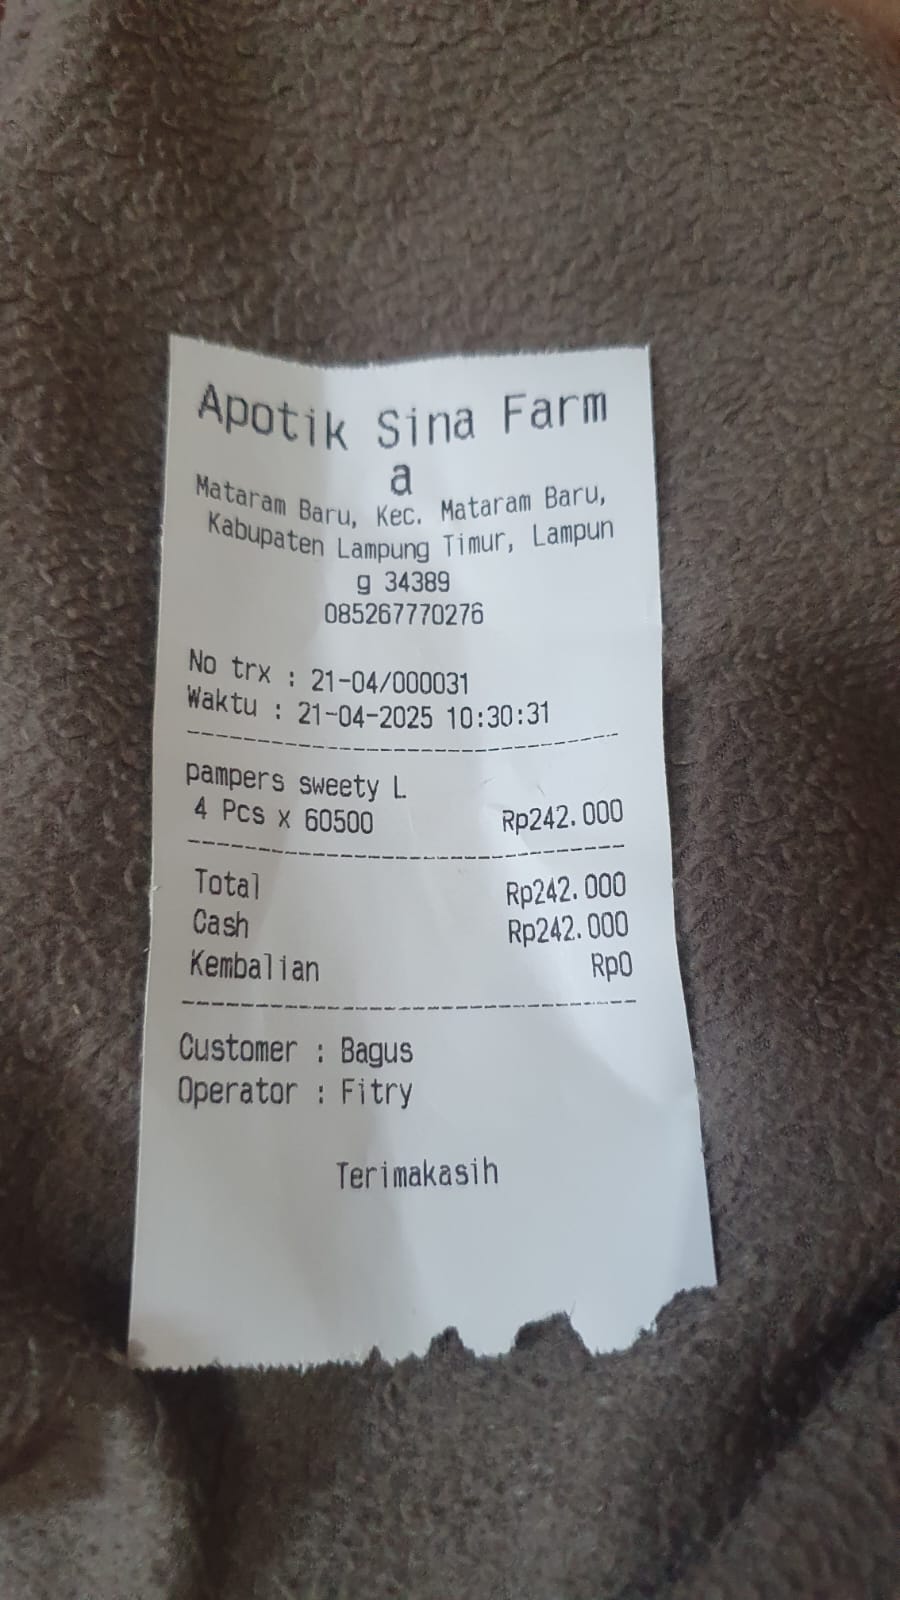 Apotik Sina Farm
a
Mataram Baru, Kec. Mataram Baru,
Kabupaten Lampung Timur, Lampun
g 34389
085267770276
No trx : 21-04/000031
Waktu : 21-04-2025 10:30:31
pampers sweety L
4 Pcs x 60500 Rp242.000
Total Rp242.000
Cash Rp242.000
Kembalian Rp0
Customer : Bagus
Operator : Fitry
Terimakasih